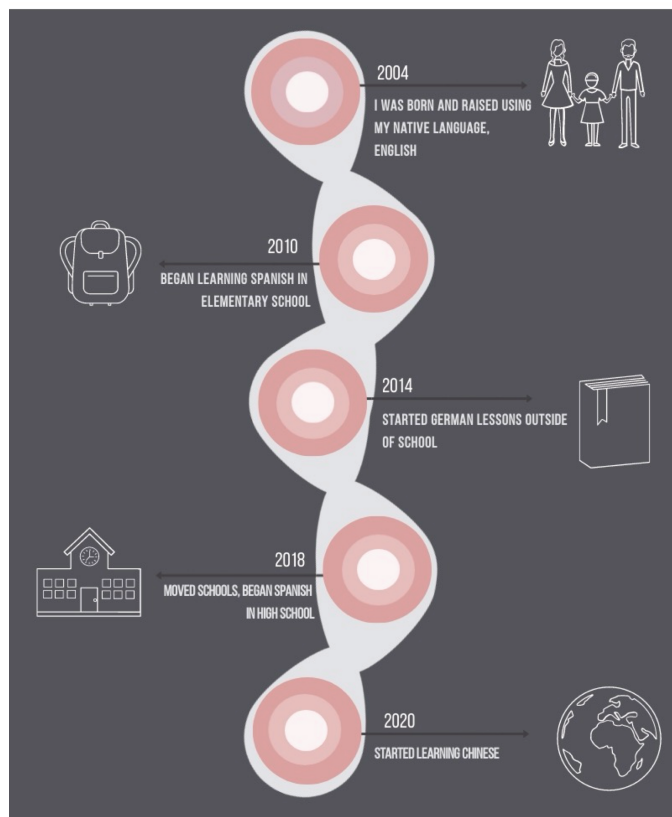 2004
I WAS BORN AND RAISED USING
MY NATIVE LANGUAGE,
ENGLISH
2010
BEGAN LEARNING SPANISH IN
ELEMENTARY SCHOOL
2014
STARTED GERMAN LESSONS OUTSIDE
OF SCHOOL
2018
MOVED SCHOOLS, BEGAN SPANISH
IN HIGH SCHOOL
2020
STARTED LEARNING CHINESE